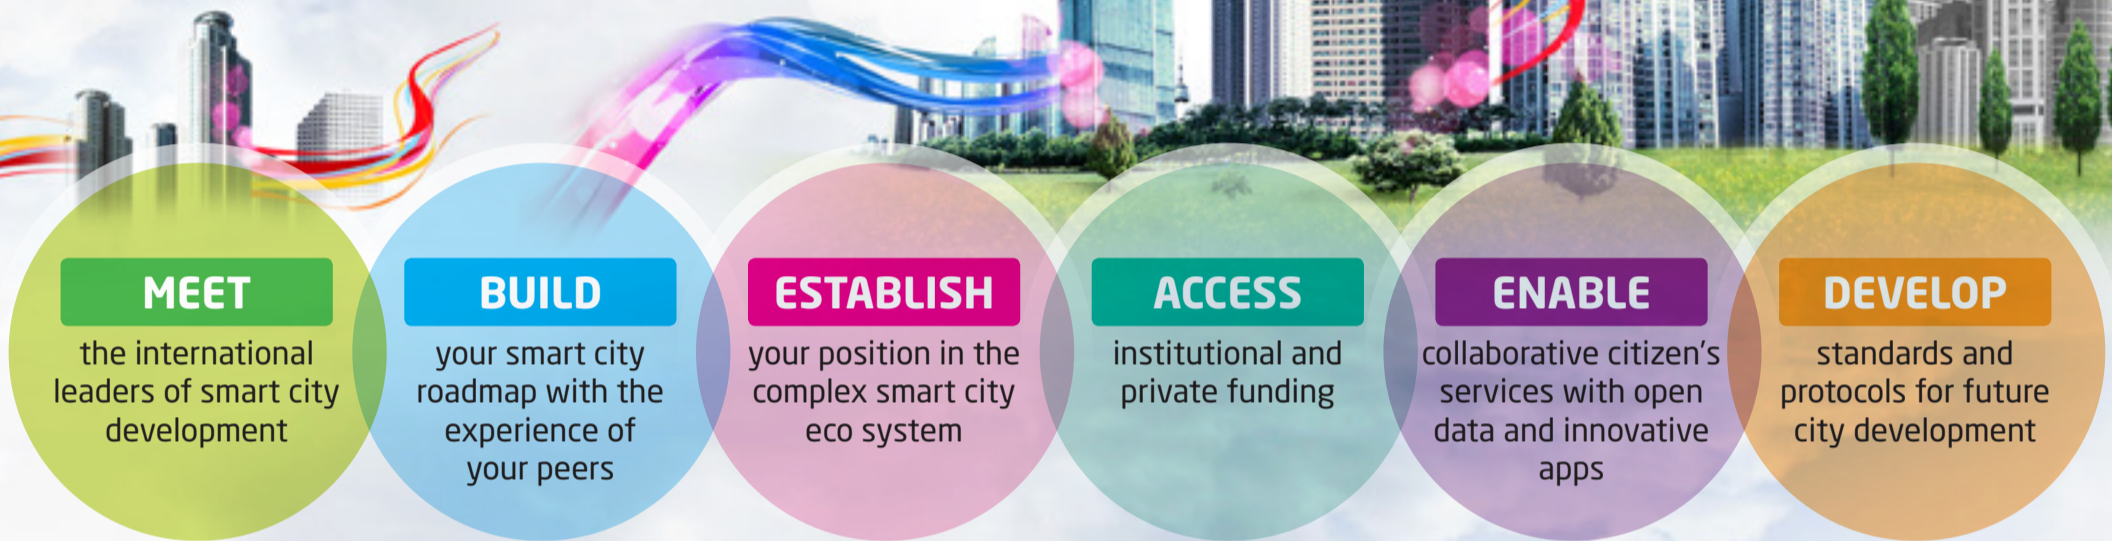 MEET
the international
leaders of smart city
development
BUILD
your smart city
roadmap with the
experience of
your peers
ESTABLISH
your position in the
complex smart city
eco system
ACCESS
institutional and
private funding
ENABLE
collaborative citizen's
services with open
data and innovative
apps
DEVELOP
standards and
protocols for future
city development